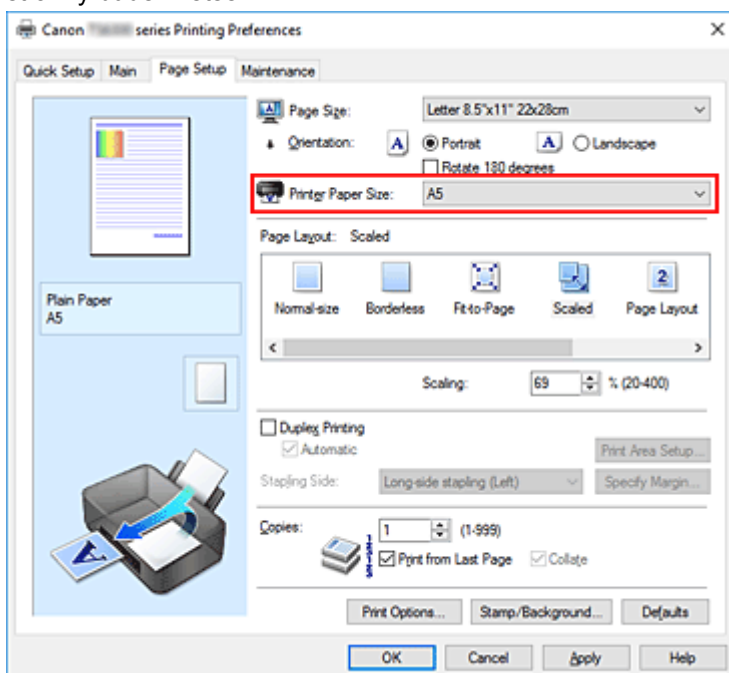 Canon series Printing Preferences
Quick Setup Main Page Setup Maintenance
Page Size: Letter 8.5"x11" 22x28cm
Orientation: A Portrait A Landscape
Rotate 180 degrees
Printer Paper Size: A5
Page Layout: Scaled
Normal-size Borderless Fit-to-Page Scaled Page Layout
2
Plain Paper
A5
Scaling: 69 % (20-400)
Duplex Printing
Automatic Print Area Setup...
Stapling Side: Long-side stapling (Left) Specify Margin...
Copies: 1 (1-999)
Print from Last Page Collate
Print Options... Stamp/Background... Defaults
OK Cancel Apply Help